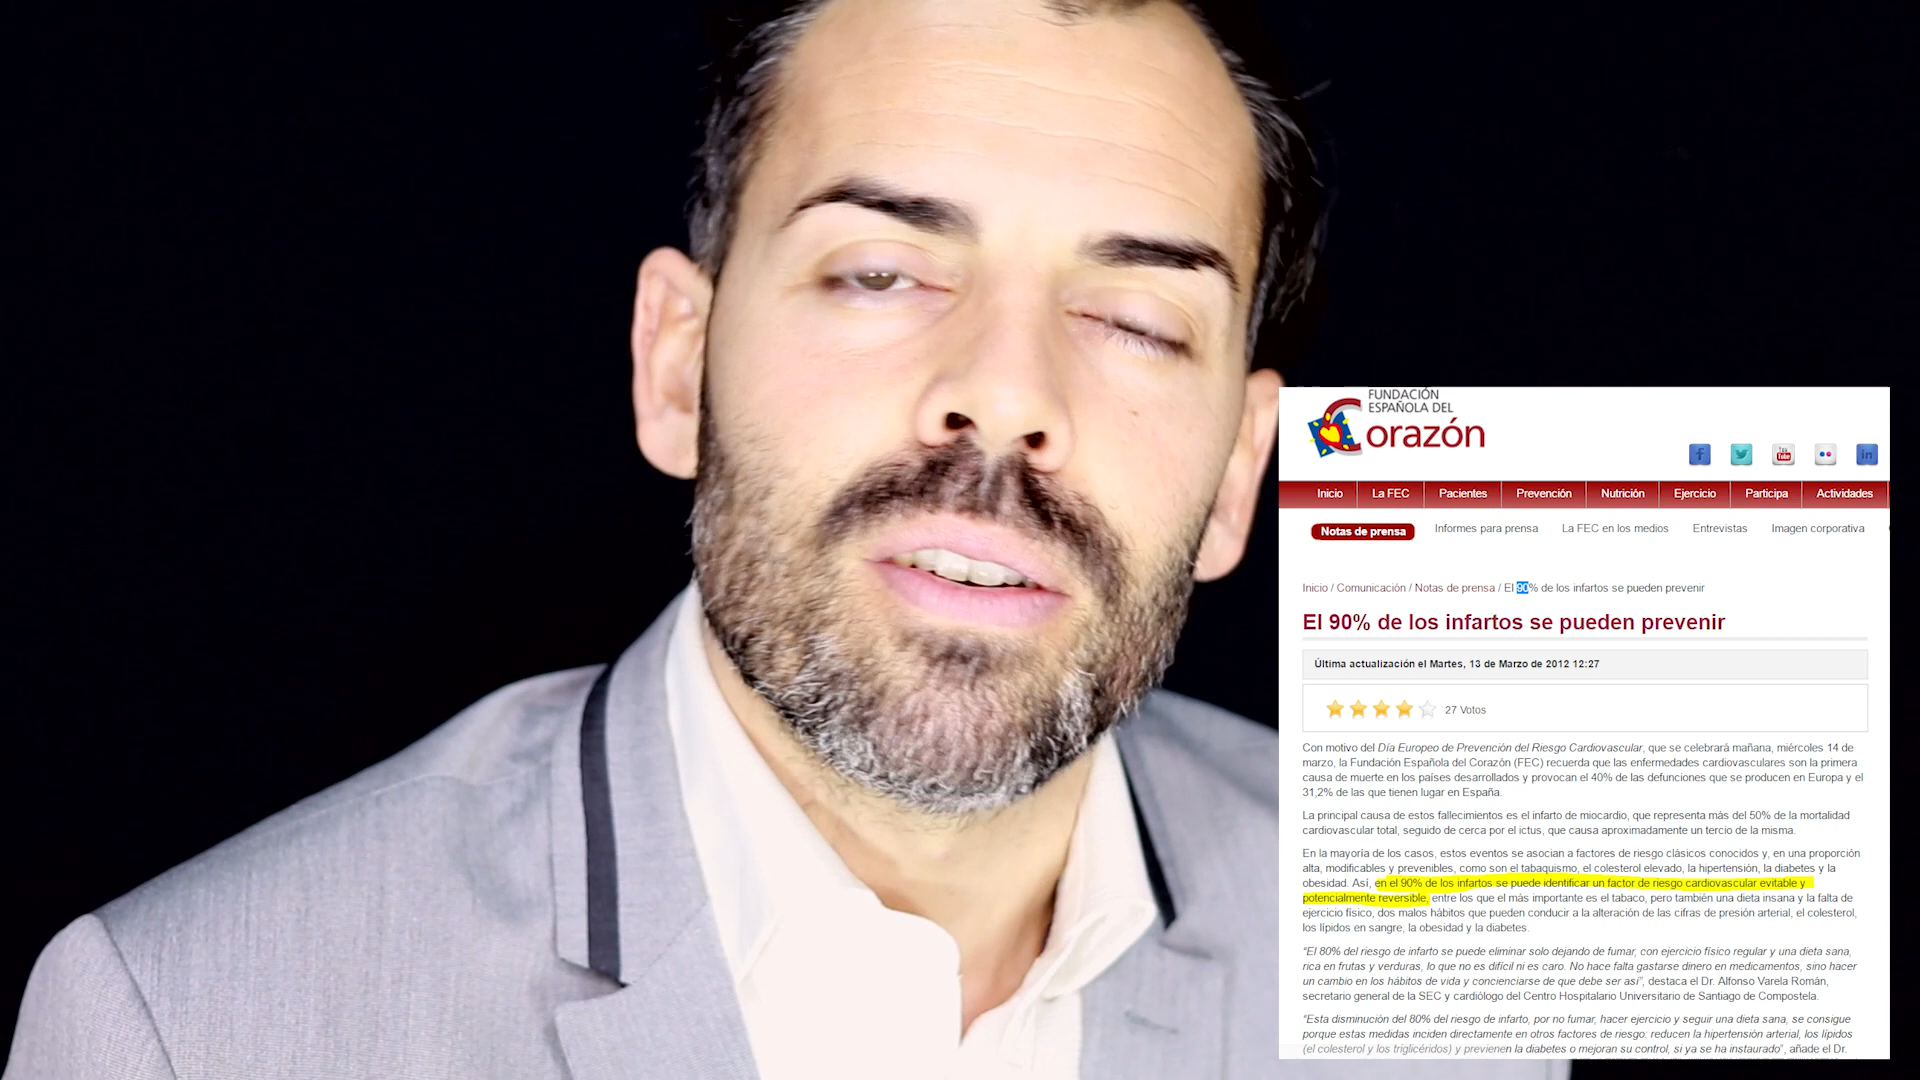 FUNDACIÓN
ESPAÑOLA DEL
Corazón
f
You Tube
in
Inicio La FEC Pacientes Prevención Nutrición Ejercicio Participa Actividades
Notas de prensa Informes para prensa La FEC en los medios Entrevistas Imagen corporativa
Inicio / Comunicación / Notas de prensa / El 90% de los infartos se pueden prevenir
El 90% de los infartos se pueden prevenir
Última actualización el Martes, 13 de Marzo de 2012 12:27
27 Votos
Con motivo del Día Europeo de Prevención del Riesgo Cardiovascular, que se celebrará mañana, miércoles 14 de
marzo, la Fundación Española del Corazón (FEC) recuerda que las enfermedades cardiovasculares son la primera
causa de muerte en los países desarrollados y provocan el 40% de las defunciones que se producen en Europa y el
31,2% de las que tienen lugar en España.
La principal causa de estos fallecimientos es el infarto de miocardio, que representa más del 50% de la mortalidad
cardiovascular total, seguido de cerca por el ictus, que causa aproximadamente un tercio de la misma.
En la mayoría de los casos, estos eventos se asocian a factores de riesgo clásicos conocidos y, en una proporción
alta, modificables y prevenibles, como son el tabaquismo, el colesterol elevado, la hipertensión, la diabetes y la
obesidad. Así, en el 90% de los infartos se puede identificar un factor de riesgo cardiovascular evitable y
potencialmente reversible, entre los que el más importante es el tabaco, pero también una dieta insana y la falta de
ejercicio físico, dos malos hábitos que pueden conducir a la alteración de las cifras de presión arterial, el colesterol,
los lípidos en sangre, la obesidad y la diabetes.
"El 80% del riesgo de infarto se puede eliminar solo dejando de fumar, con ejercicio físico regular y una dieta sana,
rica en frutas y verduras, lo que no es difícil ni es caro. No hace falta gastarse dinero en medicamentos, sino hacer
un cambio en los hábitos de vida y concienciarse de que debe ser así", destaca el Dr. Alfonso Varela Román,
secretario general de la SEC y cardiólogo del Centro Hospitalario Universitario de Santiago de Compostela.
"Esta disminución del 80% del riesgo de infarto, por no fumar, hacer ejercicio y seguir una dieta sana, se consigue
porque estas medidas inciden directamente en otros factores de riesgo: reducen la hipertensión arterial, los lípidos
(el colesterol y los triglicéridos) y previenen la diabetes o mejoran su control, si ya se ha instaurado", añade el Dr.